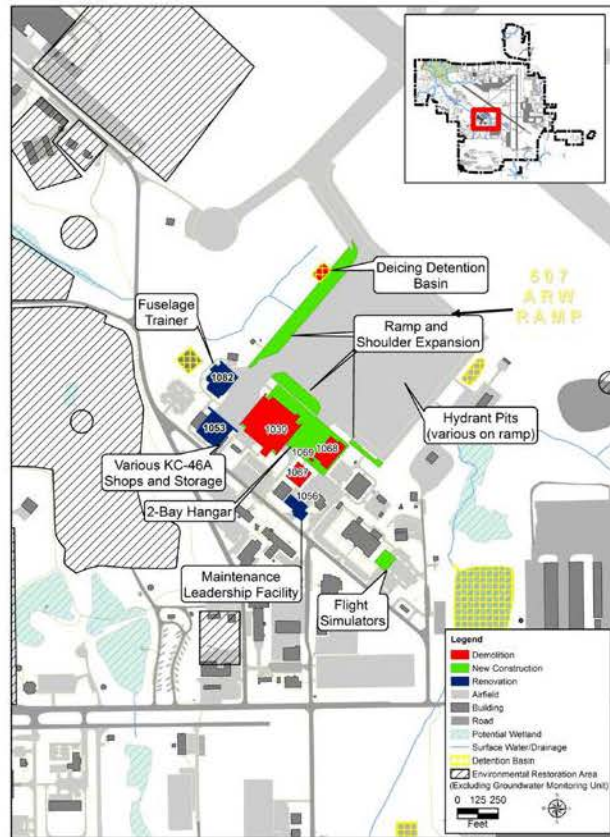 Deicing Detention
Basin
507
ARW
RAMP
Fuselage
Trainer
Ramp and
Shoulder Expansion
1082
Hydrant Pits
(various on ramp)
1053
1030
1068
1069
Various KC-46A
Shops and Storage
1067
2-Bay Hangar
1056
Maintenance
Leadership Facility
Flight
Simulators
Legend
Demolition
New Construction
Renovation
Airfield
Building
Road
Potential Wetland
Surface Water/Drainage
Detention Basin
Environmental Restoration Area
(Excluding Groundwater Monitoring Unit)
0 125 250
Feet